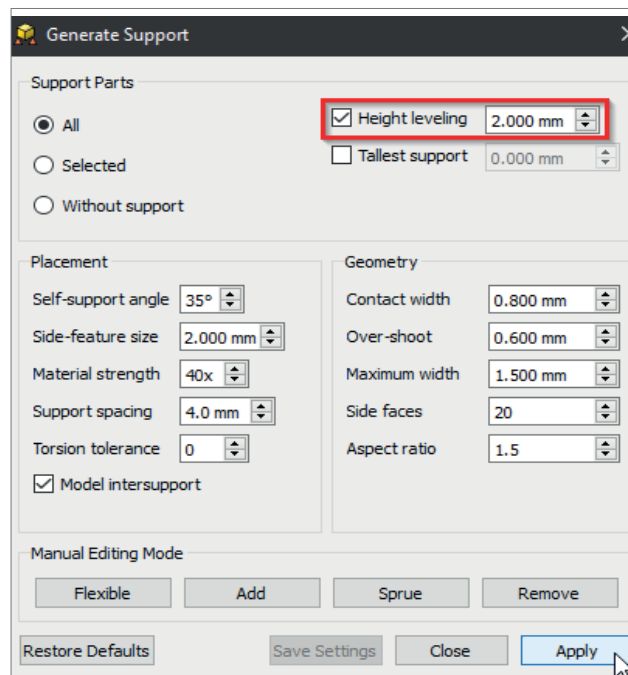 Generate Support
Support Parts
All
Height leveling 2.000 mm
Selected
Tallest support 0.000 mm
Without support
Placement
Self-support angle 35°
Side-feature size 2.000 mm
Material strength 40x
Support spacing 4.0 mm
Torsion tolerance 0
Model intersupport
Geometry
Contact width 0.800 mm
Over-shoot 0.600 mm
Maximum width 1.500 mm
Side faces 20
Aspect ratio 1.5
Manual Editing Mode
Flexible Add Sprue Remove
Restore Defaults Save Settings Close Apply